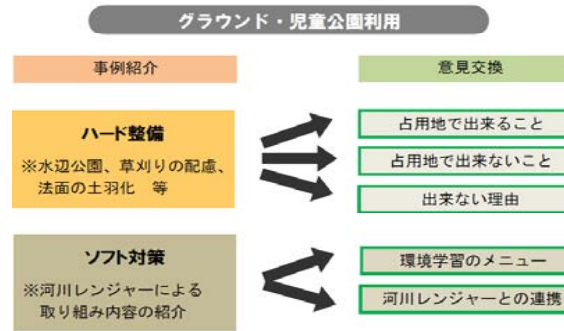 グラウンド・児童公園利用
事例紹介
意見交換
ハード整備
※水辺公園、草刈りの配慮、
法面の土羽化 等
占用地で出来ること
占用地で出来ないこと
出来ない理由
ソフト対策
※河川レンジャーによる
取り組み内容の紹介
環境学習のメニュー
河川レンジャーとの連携